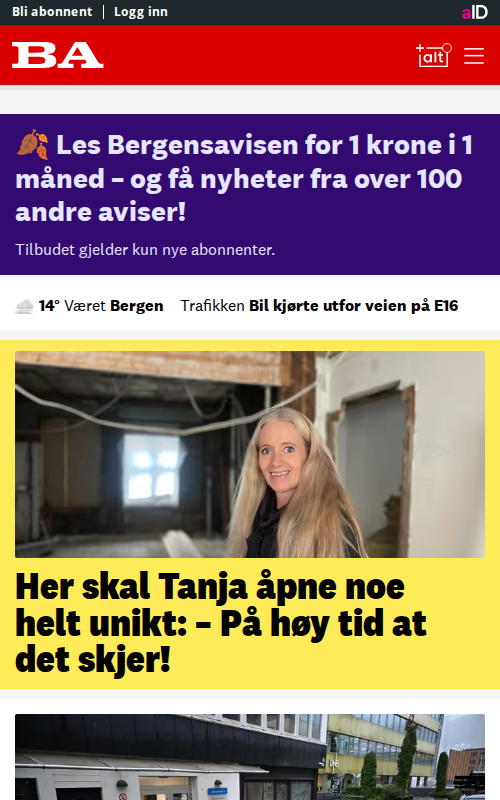 Bli abonnent | Logg inn
aID
BA
+alt
🍂 Les Bergensavisen for 1 krone i 1
måned – og få nyheter fra over 100
andre aviser!
Tilbudet gjelder kun nye abonnenter.
14° Været Bergen Trafikken Bil kjørte utfor veien på E16
Her skal Tanja åpne noe
helt unikt: – På høy tid at
det skjer!
DNB